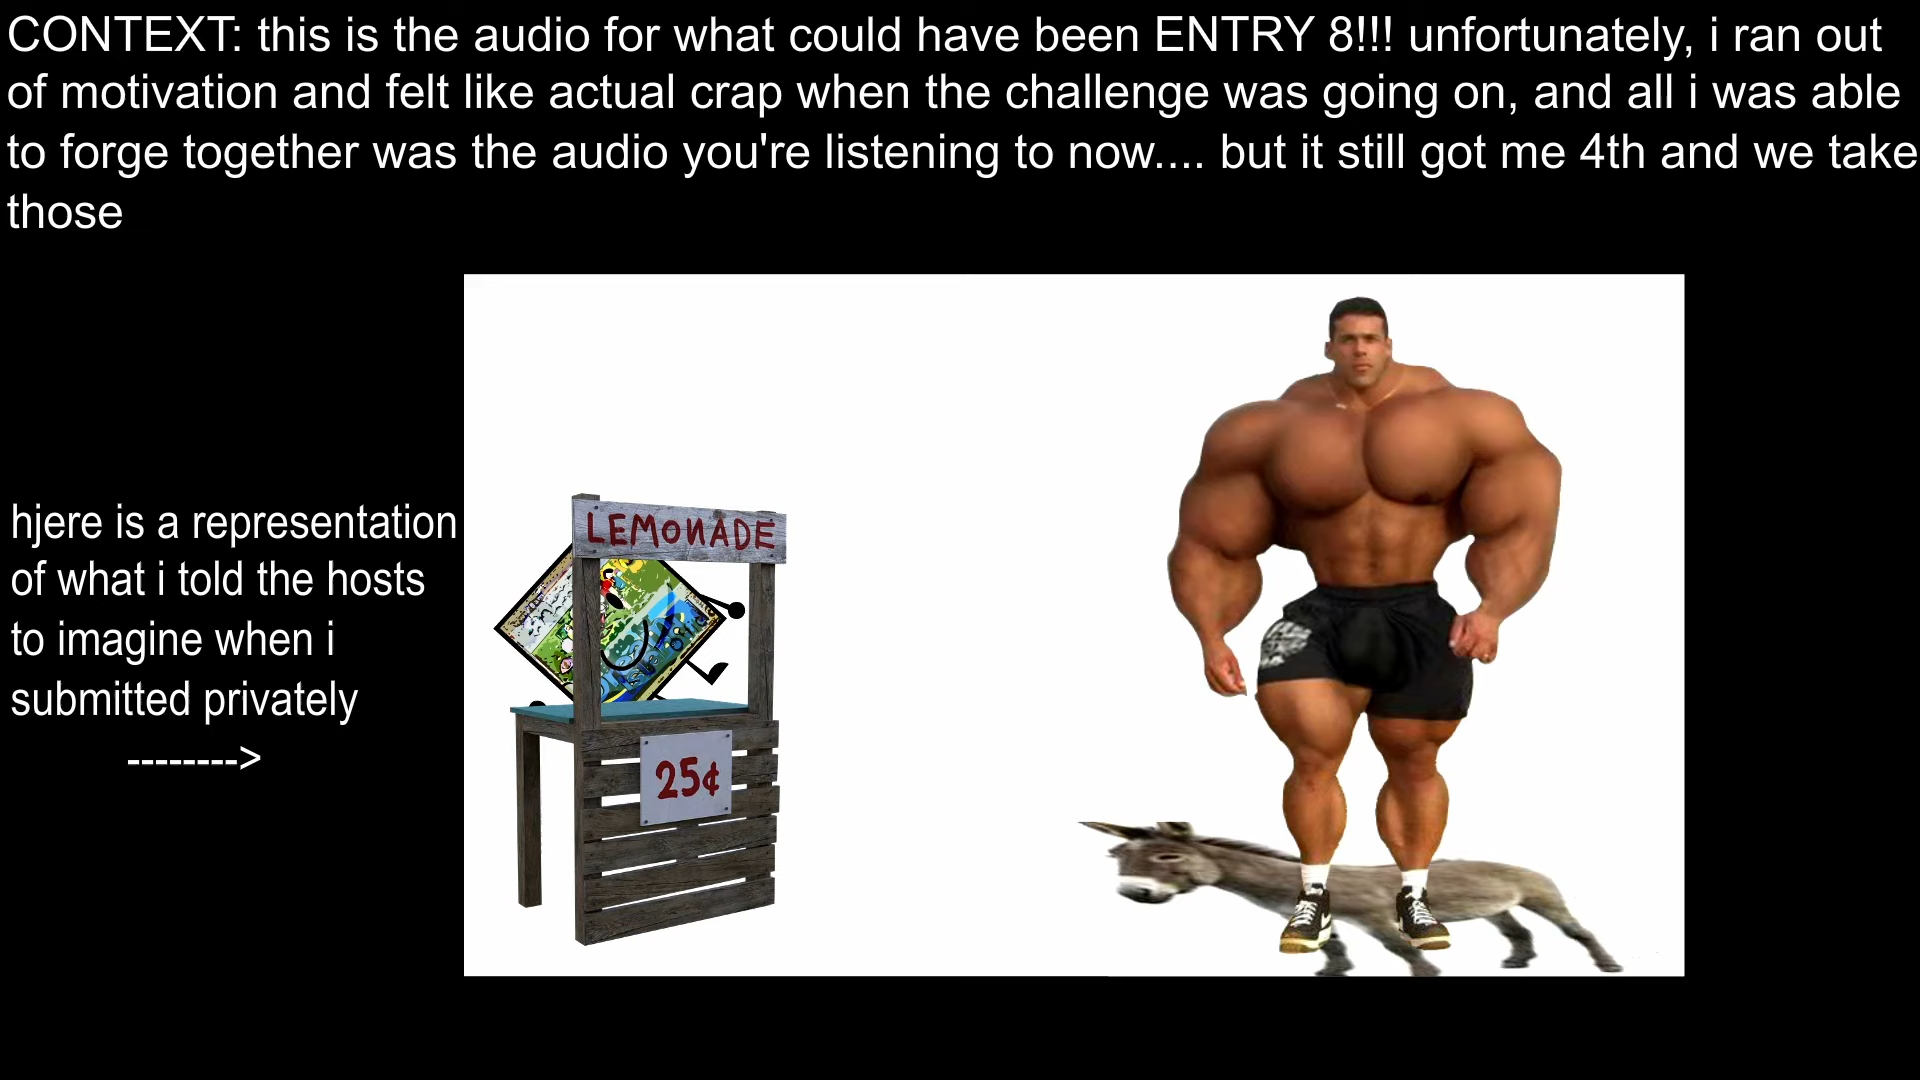 CONTEXT: this is the audio for what could have been ENTRY 8!!! unfortunately, i ran out
of motivation and felt like actual crap when the challenge was going on, and all i was able
to forge together was the audio you're listening to now.... but it still got me 4th and we take
those
hjere is a representation
of what i told the hosts
to imagine when i
submitted privately
-------->
LEMONADE
25¢